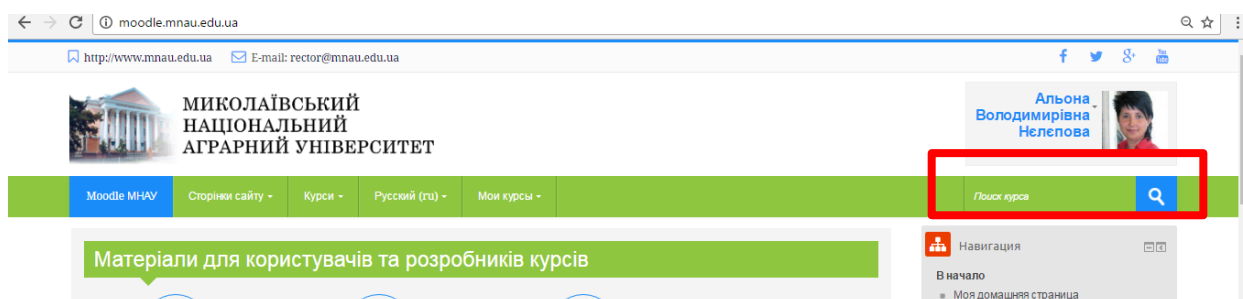 moodle.mnau.edu.ua
http://www.mnau.edu.ua E-mail: rector@mnau.edu.ua
МИКОЛАЇВСЬКИЙ
НАЦІОНАЛЬНИЙ
АГРАРНИЙ УНІВЕРСИТЕТ
Альона
Володимирівна
Нєлєпова
Moodle МНАУ Сторінки сайту Курси Русский (ru) Мои курсы Поиск курса
Матеріали для користувачів та розробників курсів
Навигация
В начало
Моя домашняя страница